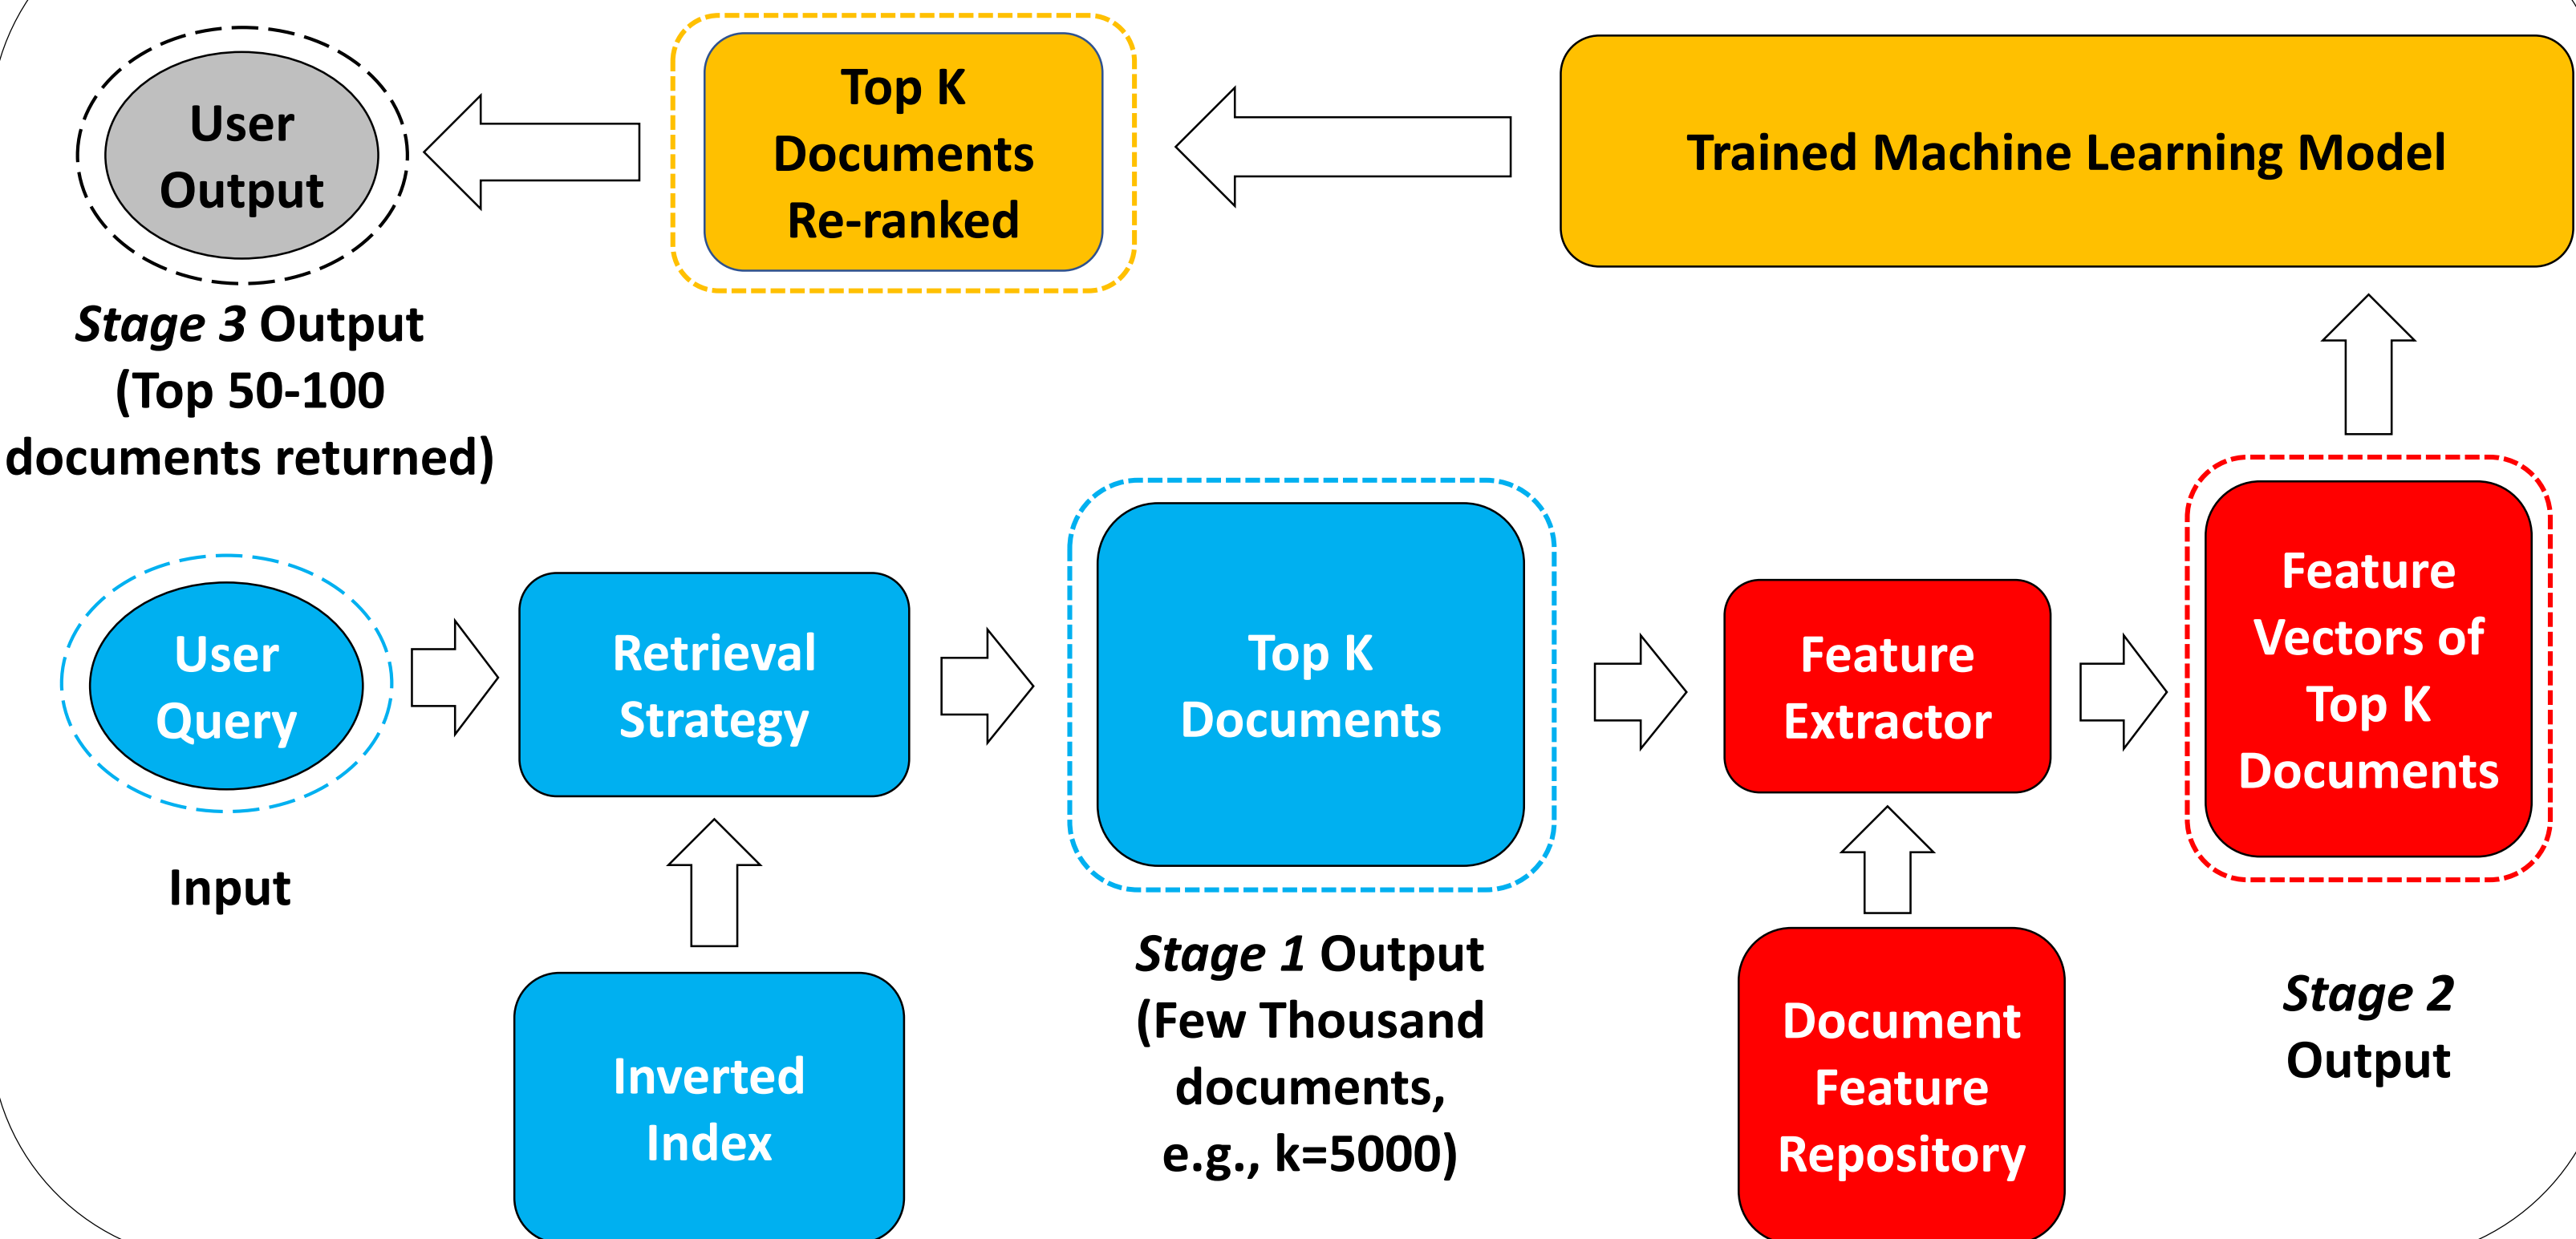 User
Output
Top K
Documents
Re-ranked
Trained Machine Learning Model
Stage 3 Output
(Top 50-100
documents returned)
User
Query
Input
Retrieval
Strategy
Inverted
Index
Top K
Documents
Stage 1 Output
(Few Thousand
documents,
e.g., k=5000)
Feature
Extractor
Document
Feature
Repository
Feature
Vectors of
Top K
Documents
Stage 2
Output